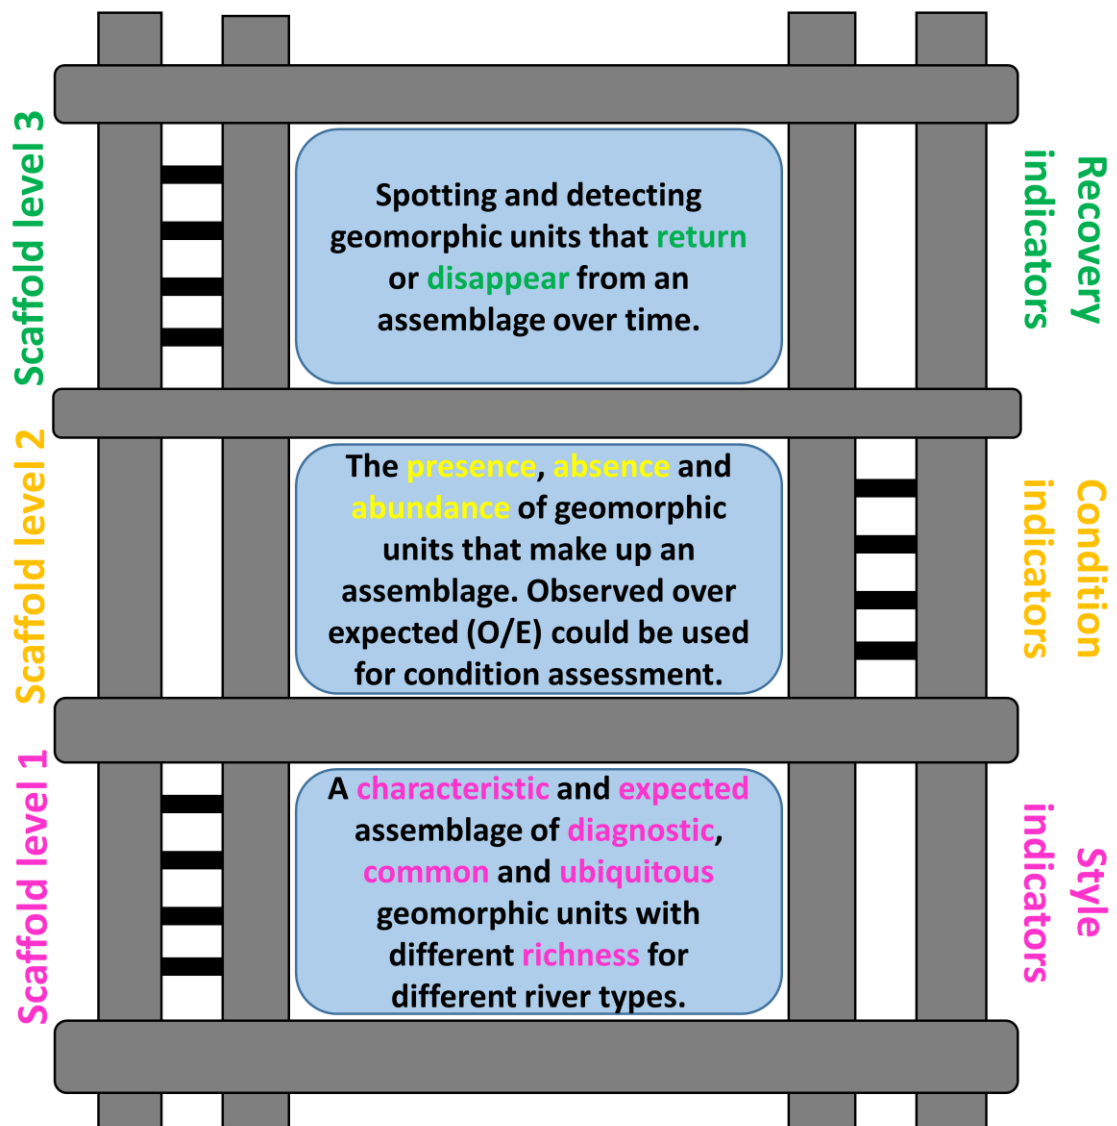 Scaffold level 3
Spotting and detecting
geomorphic units that return
or disappear from an
assemblage over time.
Recovery
indicators
Scaffold level 2
The presence, absence and
abundance of geomorphic
units that make up an
assemblage. Observed over
expected (O/E) could be used
for condition assessment.
Condition
indicators
Scaffold level 1
A characteristic and expected
assemblage of diagnostic,
common and ubiquitous
geomorphic units with
different richness for
different river types.
Style
indicators